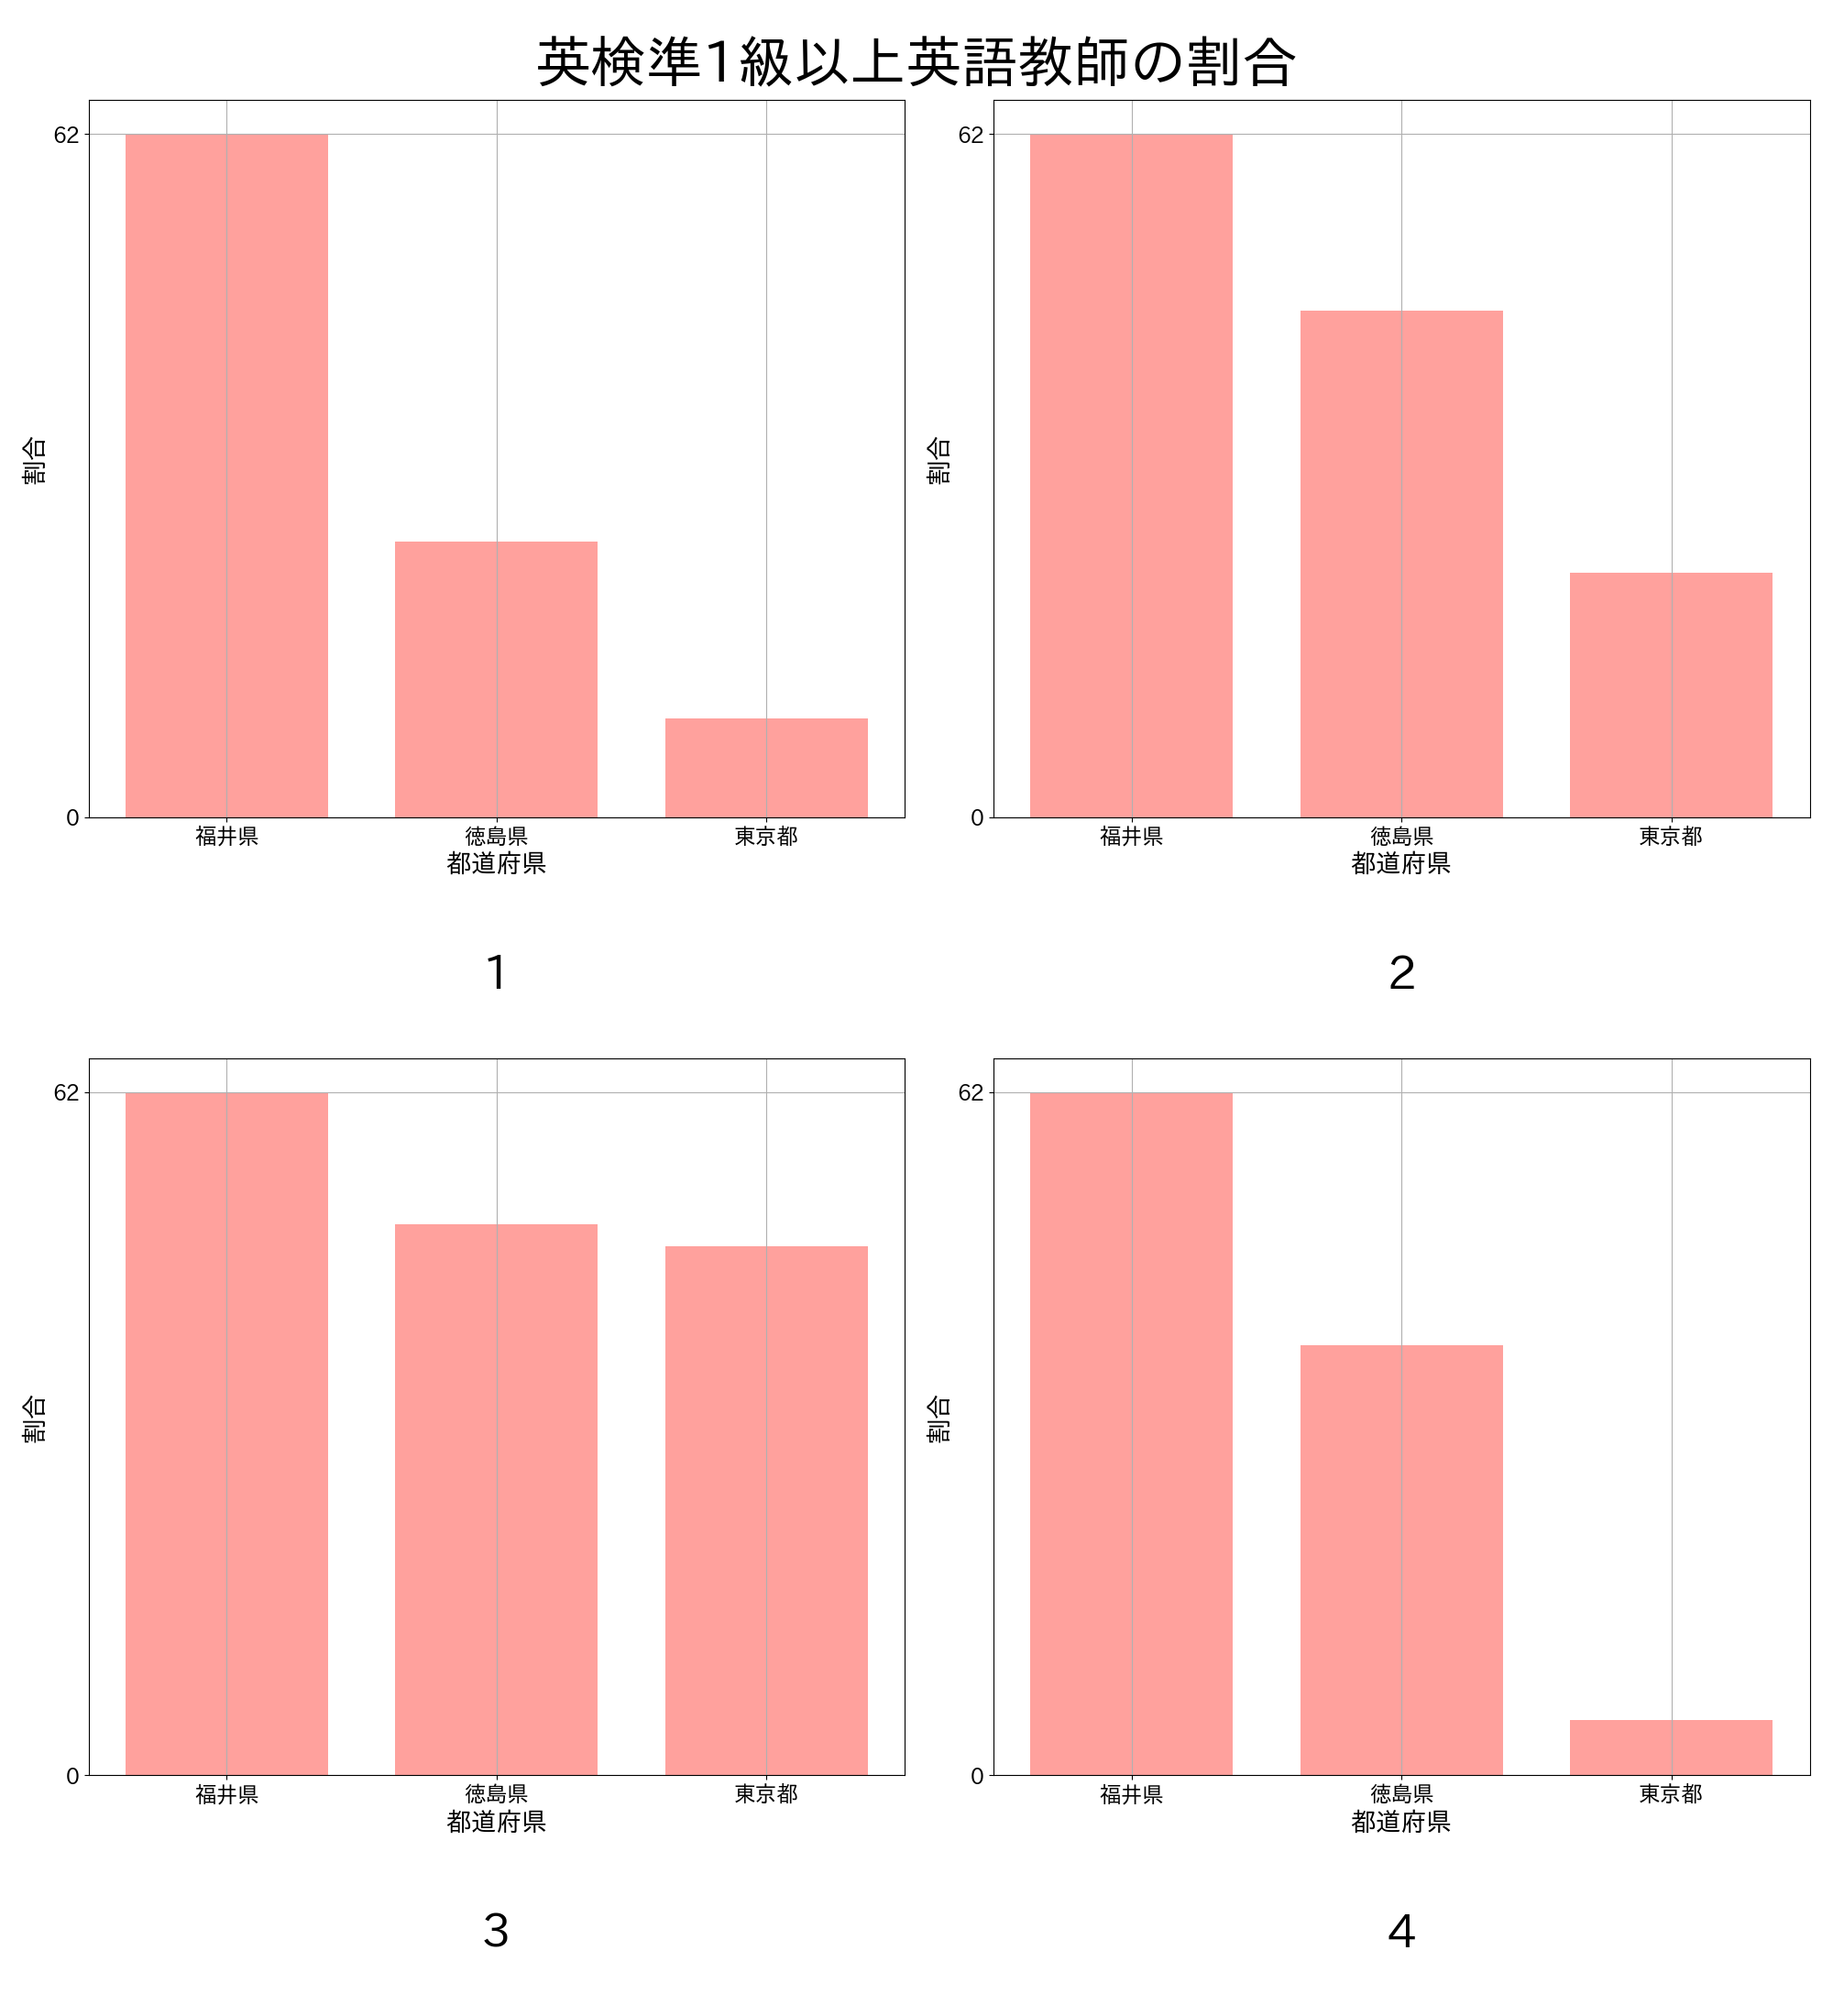 英検準1級以上英語教師の割合
62
割合
0
福井県 徳島県 東京都
都道府県
1
62
割合
0
福井県 徳島県 東京都
都道府県
2
62
割合
0
福井県 徳島県 東京都
都道府県
3
62
割合
0
福井県 徳島県 東京都
都道府県
4